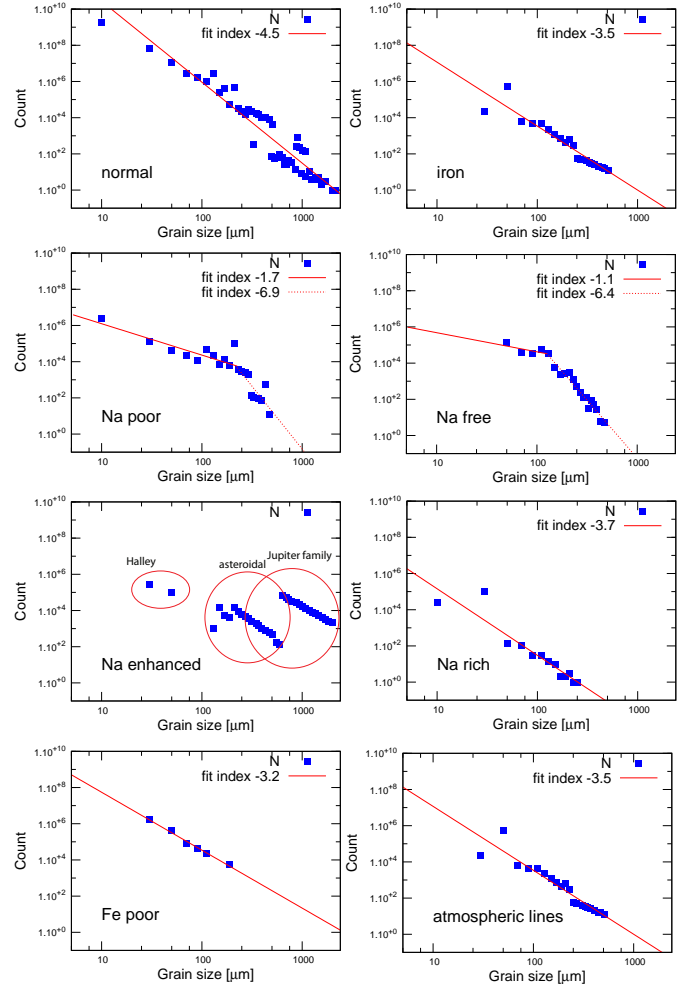 1.10+10
1.10+8
1.10+6
1.10+4
1.10+2
1.10+0
Count
N
fit index -4.5
normal
10 100 1000
Grain size [µm]
1.10+10
1.10+8
1.10+6
1.10+4
1.10+2
1.10+0
Count
N
fit index -3.5
iron
10 100 1000
Grain size [µm]
1.10+10
1.10+8
1.10+6
1.10+4
1.10+2
1.10+0
Count
N
fit index -1.7
fit index -6.9
Na poor
10 100 1000
Grain size [µm]
1.10+10
1.10+8
1.10+6
1.10+4
1.10+2
1.10+0
Count
N
fit index -1.1
fit index -6.4
Na free
10 100 1000
Grain size [µm]
1.10+10
1.10+8
1.10+6
1.10+4
1.10+2
1.10+0
Count
N
Halley
asteroidal
Jupiter family
Na enhanced
10 100 1000
Grain size [µm]
1.10+10
1.10+8
1.10+6
1.10+4
1.10+2
1.10+0
Count
N
fit index -3.7
Na rich
10 100 1000
Grain size [µm]
1.10+10
1.10+8
1.10+6
1.10+4
1.10+2
1.10+0
Count
N
fit index -3.2
Fe poor
10 100 1000
Grain size [µm]
1.10+10
1.10+8
1.10+6
1.10+4
1.10+2
1.10+0
Count
N
fit index -3.5
atmospheric lines
10 100 1000
Grain size [µm]